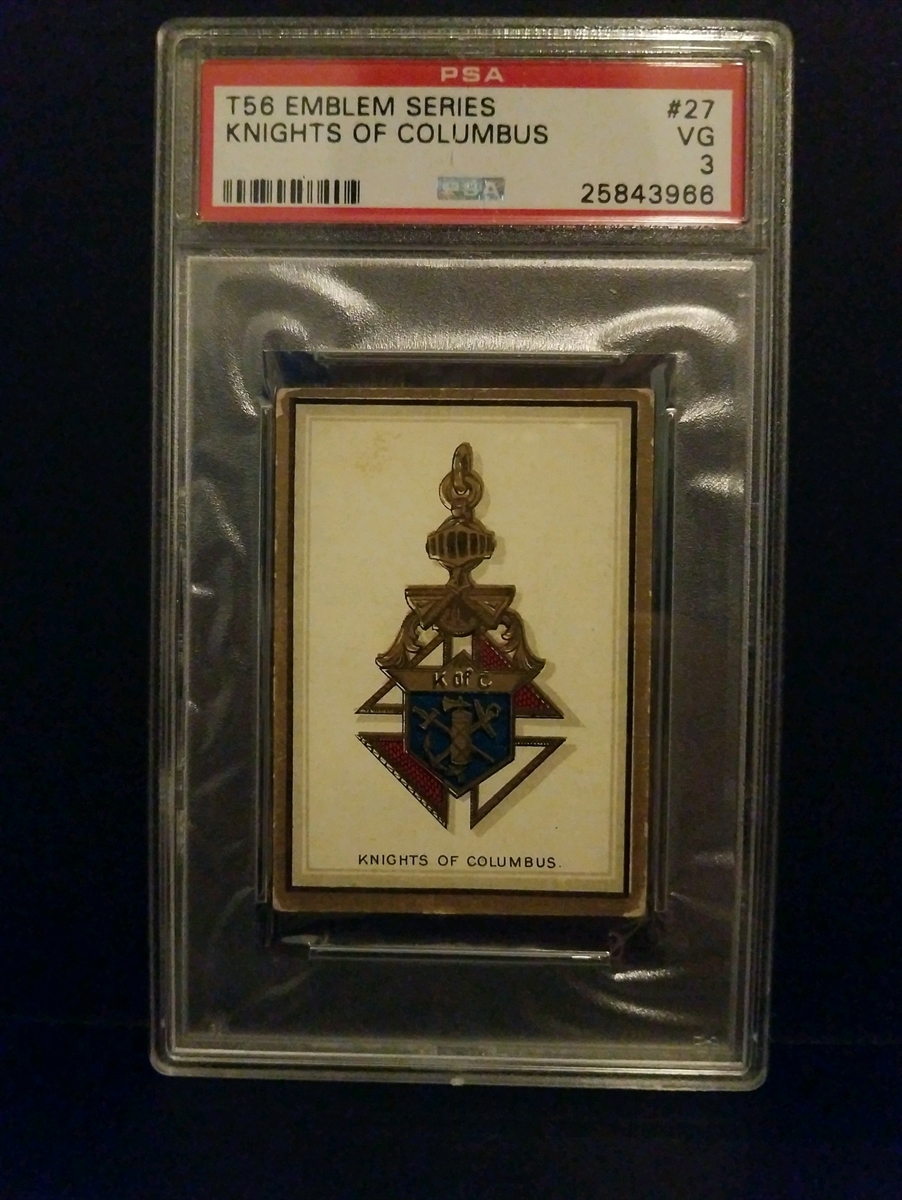 PSA
T56 EMBLEM SERIES #27
KNIGHTS OF COLUMBUS VG
3
PSA 25843966
K of C
KNIGHTS OF COLUMBUS.